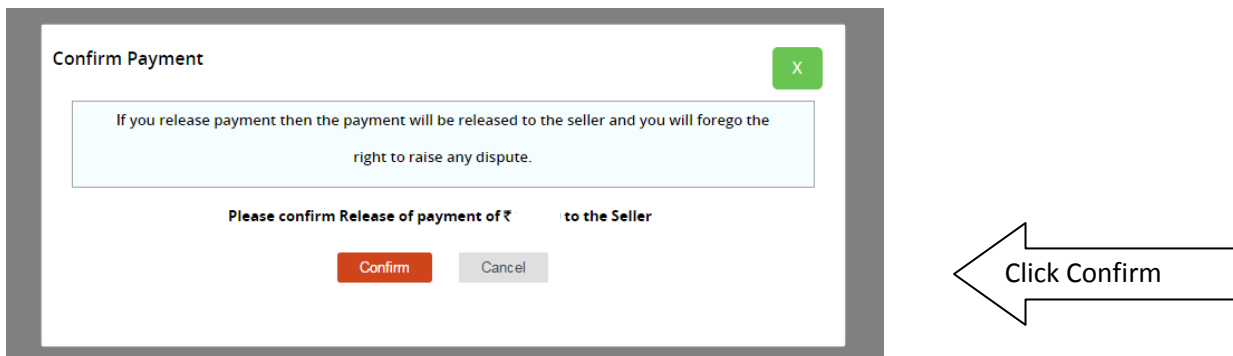 Confirm Payment
X
If you release payment then the payment will be released to the seller and you will forego the
right to raise any dispute.
Please confirm Release of payment of ₹ to the Seller
Confirm Cancel
Click Confirm